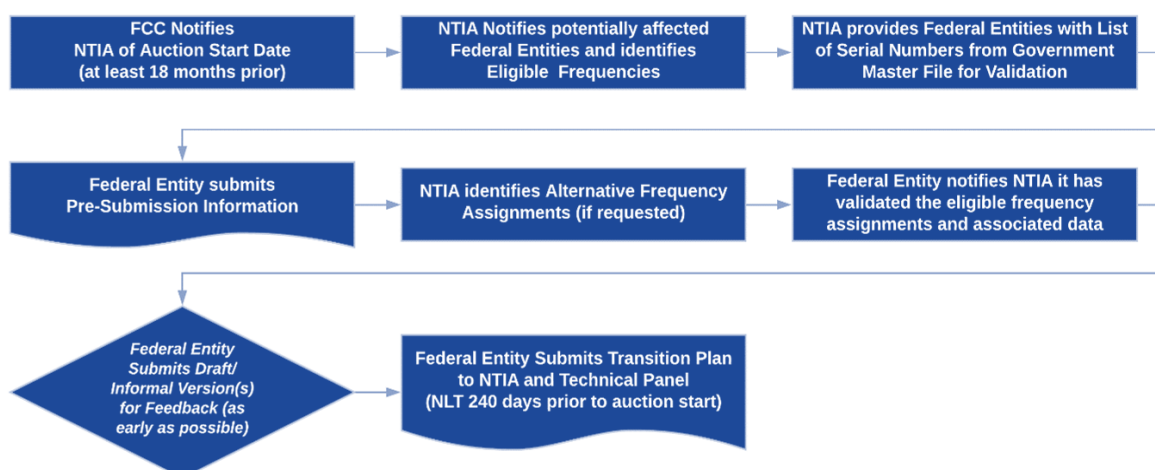 FCC Notifies
NTIA of Auction Start Date
(at least 18 months prior)
NTIA Notifies potentially affected
Federal Entities and identifies
Eligible Frequencies
NTIA provides Federal Entities with List
of Serial Numbers from Government
Master File for Validation
Federal Entity submits
Pre-Submission Information
NTIA identifies Alternative Frequency
Assignments (if requested)
Federal Entity notifies NTIA it has
validated the eligible frequency
assignments and associated data
Federal Entity
Submits Draft/
Informal Version(s)
for Feedback (as
early as possible)
Federal Entity Submits Transition Plan
to NTIA and Technical Panel
(NLT 240 days prior to auction start)